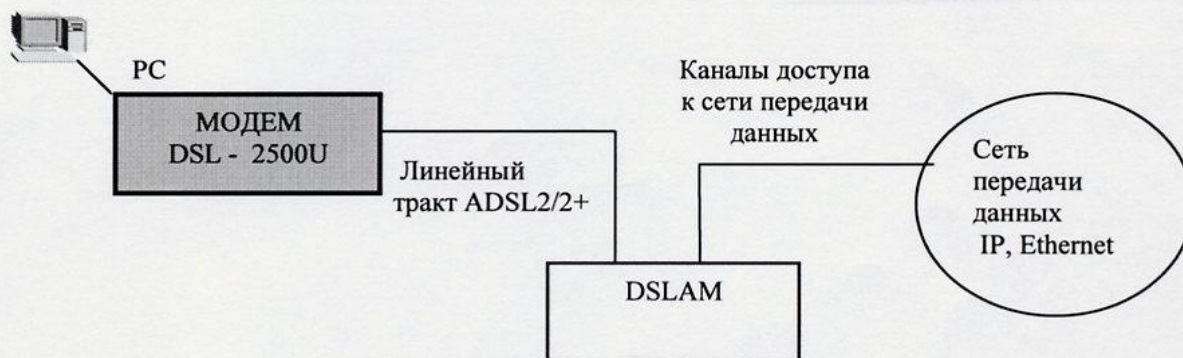 PC
МОДЕМ
DSL - 2500U
Линейный
тракт ADSL2/2+
Каналы доступа
к сети передачи
данных
Сеть
передачи
данных
IP, Ethernet
DSLAM